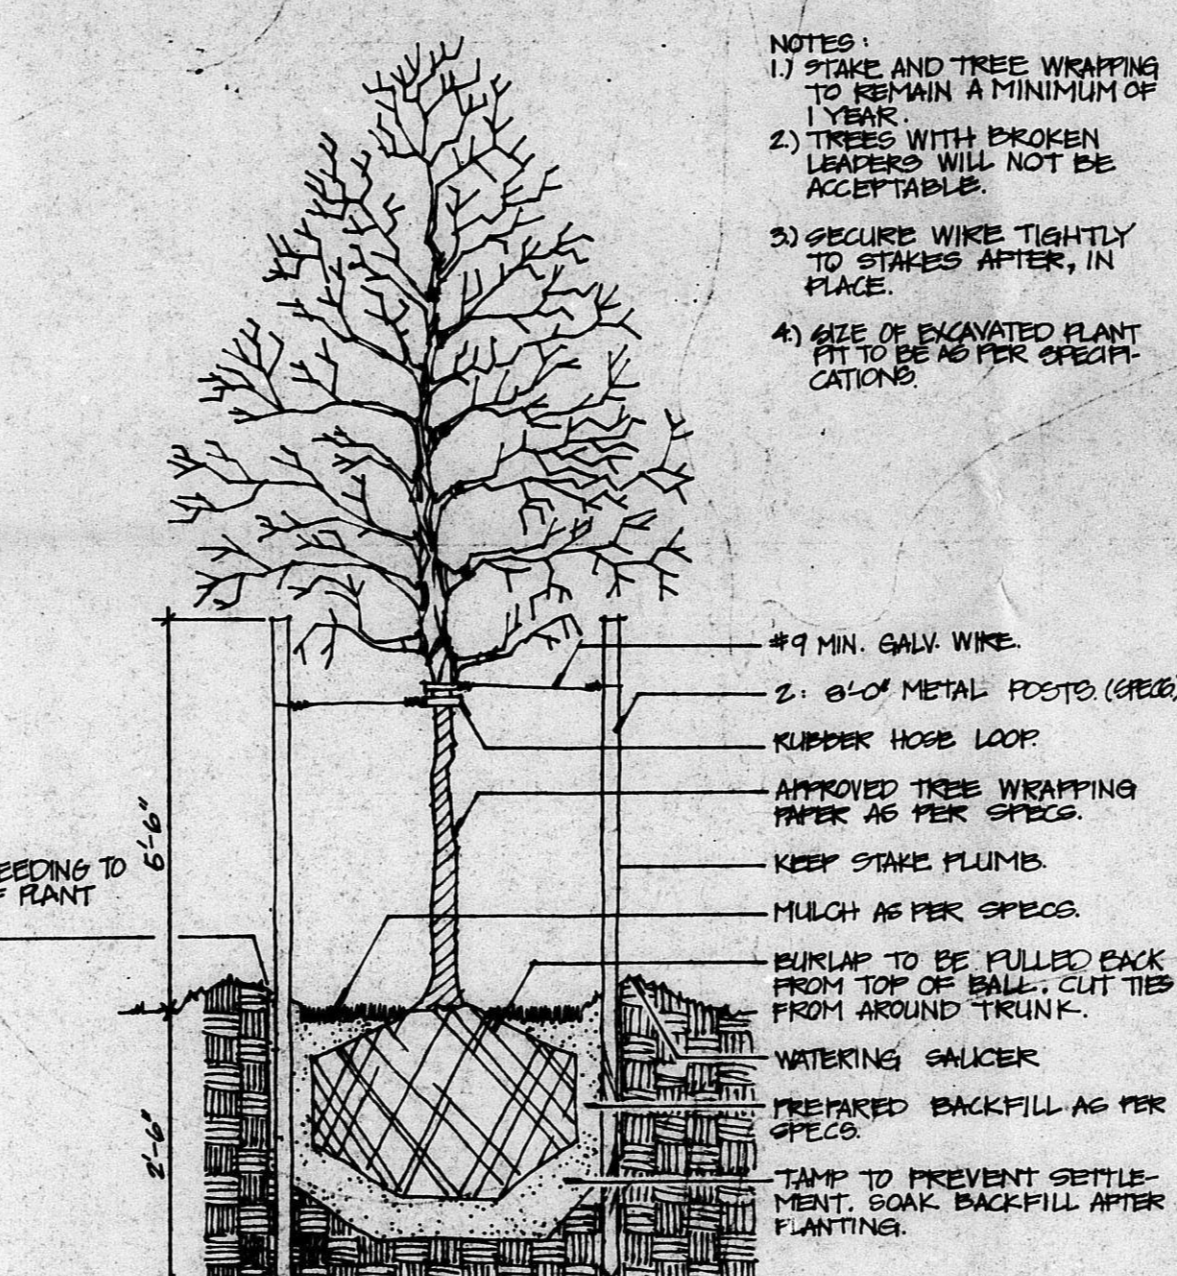 NOTES:
1.) STAKE AND TREE WRAPPING
TO REMAIN A MINIMUM OF
1 YEAR.
2.) TREES WITH BROKEN
LEADERS WILL NOT BE
ACCEPTABLE.
3.) SECURE WIRE TIGHTLY
TO STAKES AFTER, IN
PLACE.
4.) SIZE OF EXCAVATED PLANT
PIT TO BE AS PER SPECIFI-
CATIONS.
#9 MIN. GALV. WIRE.
2: 8'-0" METAL POSTS. (SPECS)
RUBBER HOSE LOOP.
APPROVED TREE WRAPPING
PAPER AS PER SPECS.
KEEP STAKE PLUMB.
MULCH AS PER SPECS.
BURLAP TO BE PULLED BACK
FROM TOP OF BALL. CUT TIES
FROM AROUND TRUNK.
WATERING SAUCER
PREPARED BACKFILL AS PER
SPECS.
TAMP TO PREVENT SETTLE-
MENT. SOAK BACKFILL AFTER
PLANTING.
5'-6"
EEDING TO
F PLANT
2'-6"